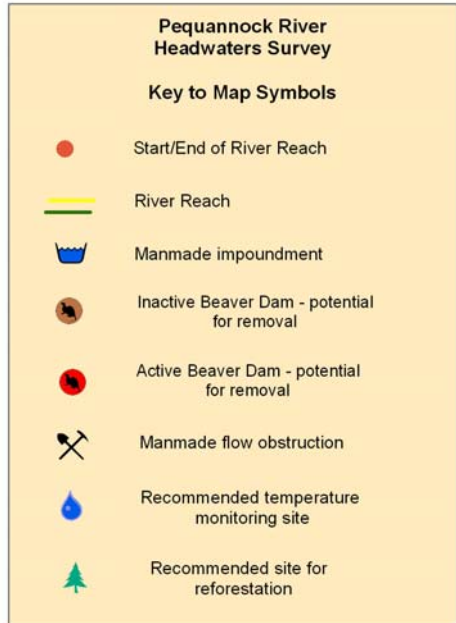 Pequannock River
Headwaters Survey
Key to Map Symbols
Start/End of River Reach
River Reach
Manmade impoundment
Inactive Beaver Dam - potential
for removal
Active Beaver Dam - potential
for removal
Manmade flow obstruction
Recommended temperature
monitoring site
Recommended site for
reforestation